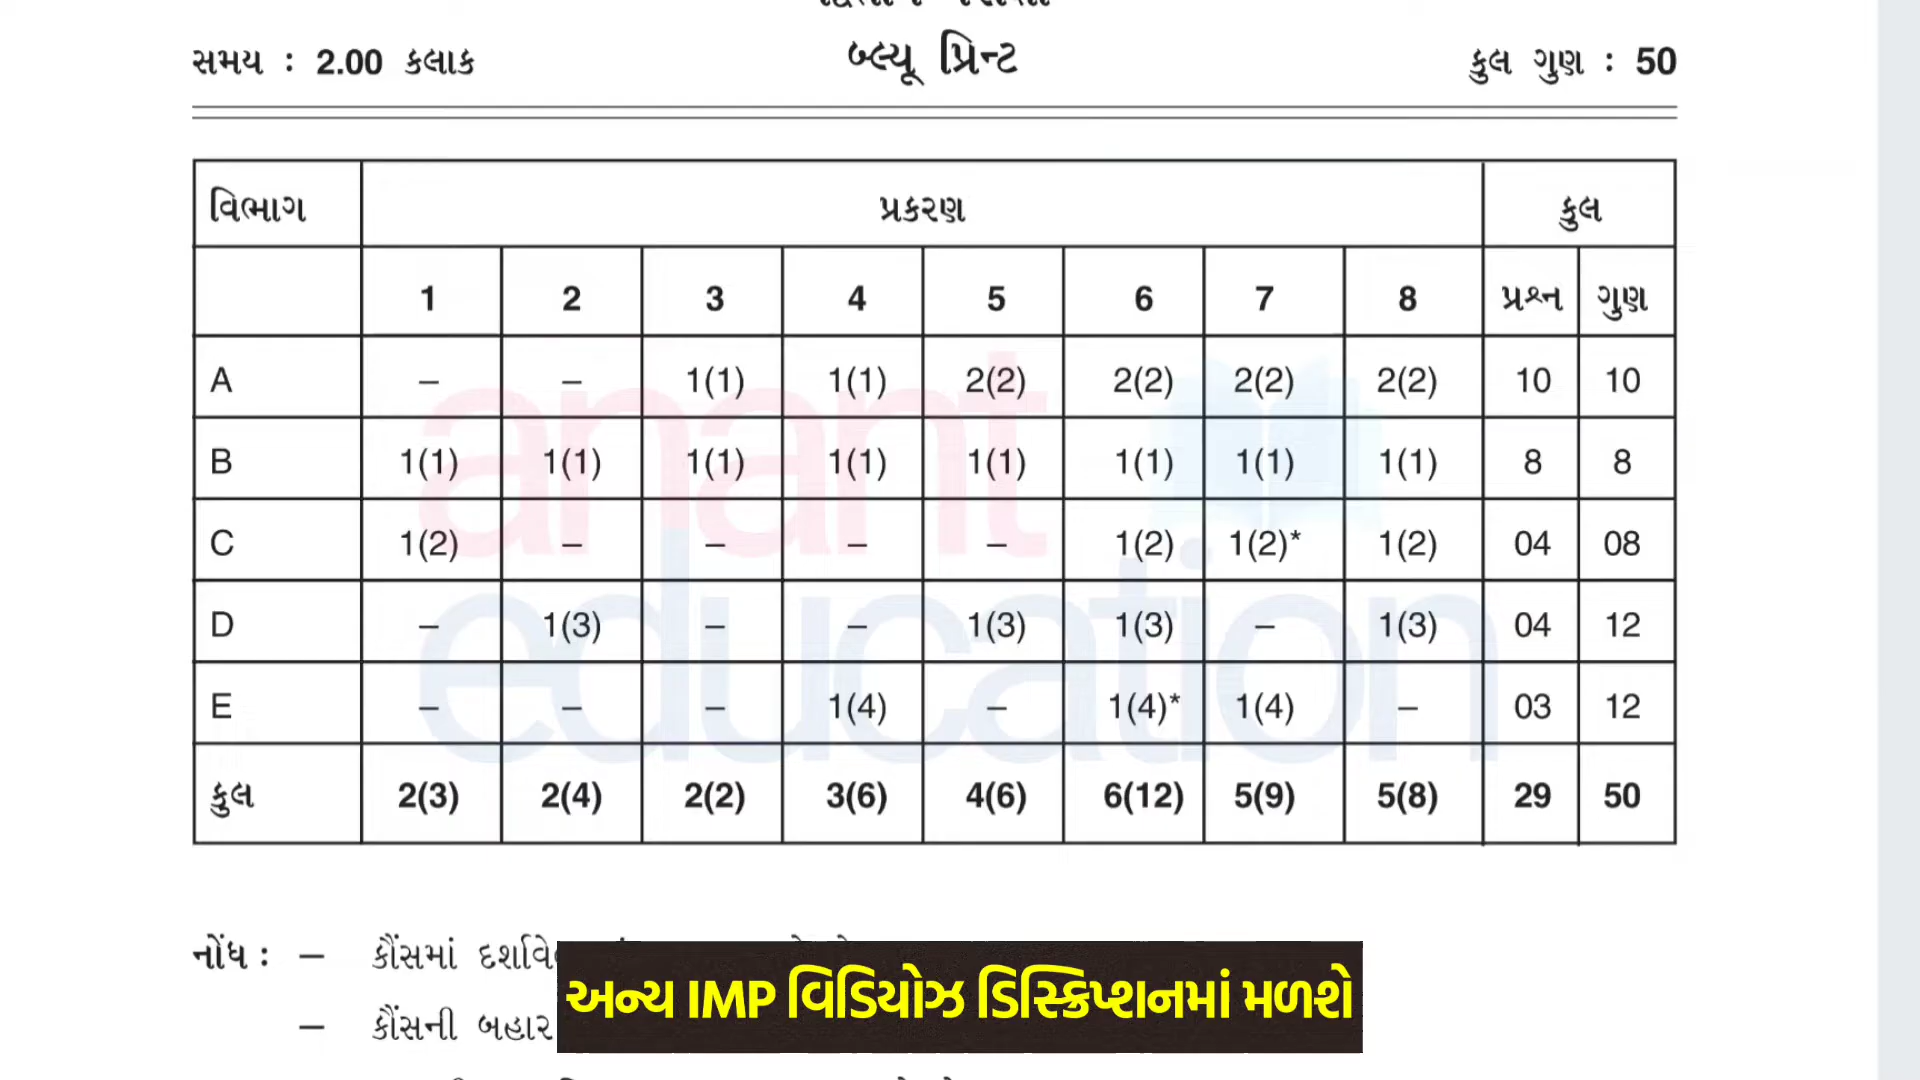 સમય : 2.00 કલાક બ્લ્યૂ પ્રિન્ટ કુલ ગુણ : 50
વિભાગ પ્રકરણ કુલ
1 2 3 4 5 6 7 8 પ્રશ્ન ગુણ
A – – 1(1) 1(1) 2(2) 2(2) 2(2) 2(2) 10 10
B 1(1) 1(1) 1(1) 1(1) 1(1) 1(1) 1(1) 1(1) 8 8
C 1(2) – – – – 1(2) 1(2)* 1(2) 04 08
D – 1(3) – – 1(3) 1(3) – 1(3) 04 12
E – – – 1(4) – 1(4)* 1(4) – 03 12
કુલ 2(3) 2(4) 2(2) 3(6) 4(6) 6(12) 5(9) 5(8) 29 50
anant
education
નોંધ : – કૌંસમાં
– કૌંસની બહાર
અન્ય IMP વિડિયોઝ ડિસ્ક્રિપ્શનમાં મળશે